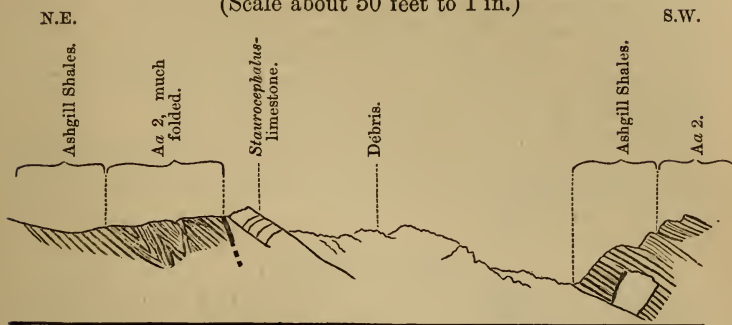 (Scale about 50 feet to 1 in.)
N.E.
S.W.
Ashgill Shales.
Aa 2, much
folded.
Staurocephalus-
limestone.
Débris.
Ashgill Shales.
Aa 2.